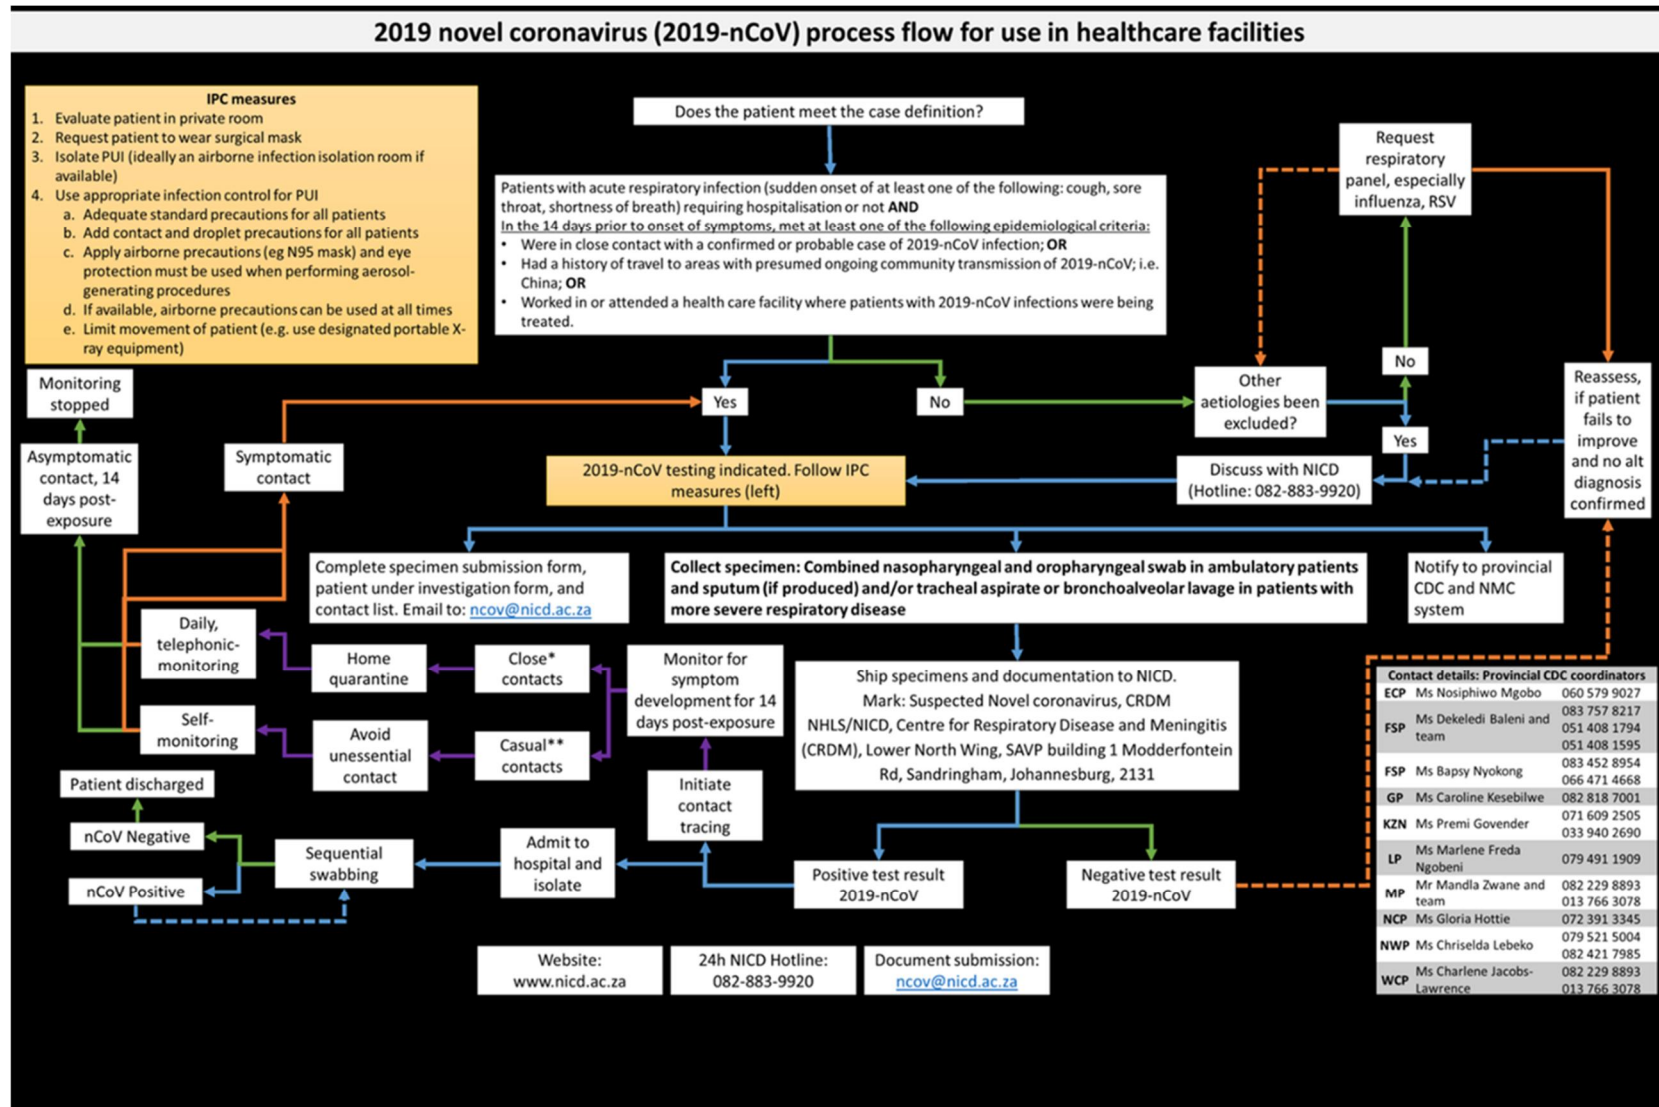 2019 novel coronavirus (2019-nCoV) process flow for use in healthcare facilities
IPC measures
1. Evaluate patient in private room
2. Request patient to wear surgical mask
3. Isolate PUI (ideally an airborne infection isolation room if
available)
4. Use appropriate infection control for PUI
a. Adequate standard precautions for all patients
b. Add contact and droplet precautions for all patients
c. Apply airborne precautions (eg N95 mask) and eye
protection must be used when performing aerosol-
generating procedures
d. If available, airborne precautions can be used at all times
e. Limit movement of patient (e.g. use designated portable X-
ray equipment)
Does the patient meet the case definition?
Patients with acute respiratory infection (sudden onset of at least one of the following: cough, sore
throat, shortness of breath) requiring hospitalisation or not AND
In the 14 days prior to onset of symptoms, met at least one of the following epidemiological criteria:
• Were in close contact with a confirmed or probable case of 2019-nCoV infection; OR
• Had a history of travel to areas with presumed ongoing community transmission of 2019-nCoV; i.e.
China; OR
• Worked in or attended a health care facility where patients with 2019-nCoV infections were being
treated.
Request
respiratory
panel, especially
influenza, RSV
Yes
No
Other
aetiologies been
excluded?
No
Yes
Reassess,
if patient
fails to
improve
and no alt
diagnosis
confirmed
Discuss with NICD
(Hotline: 082-883-9920)
2019-nCoV testing indicated. Follow IPC
measures (left)
Monitoring
stopped
Asymptomatic
contact, 14
days post-
exposure
Symptomatic
contact
Complete specimen submission form,
patient under investigation form, and
contact list. Email to: ncov@nicd.ac.za
Collect specimen: Combined nasopharyngeal and oropharyngeal swab in ambulatory patients
and sputum (if produced) and/or tracheal aspirate or bronchoalveolar lavage in patients with
more severe respiratory disease
Notify to provincial
CDC and NMC
system
Daily,
telephonic-
monitoring
Home
quarantine
Close*
contacts
Monitor for
symptom
development for 14
days post-exposure
Self-
monitoring
Avoid
unessential
contact
Casual**
contacts
Ship specimens and documentation to NICD.
Mark: Suspected Novel coronavirus, CRDM
NHLS/NICD, Centre for Respiratory Disease and Meningitis
(CRDM), Lower North Wing, SAVP building 1 Modderfontein
Rd, Sandringham, Johannesburg, 2131
Patient discharged
nCoV Negative
nCoV Positive
Sequential
swabbing
Admit to
hospital and
isolate
Initiate
contact
tracing
Positive test result
2019-nCoV
Negative test result
2019-nCoV
Contact details: Provincial CDC coordinators
ECP Ms Nosiphiwo Mgobo 060 579 9027
083 757 8217
FSP Ms Dekeledi Baleni and team 051 408 1794
051 408 1595
FSP Ms Bapsy Nyokong 083 452 8954
066 471 4668
GP Ms Caroline Kesebilwe 082 818 7001
KZN Ms Premi Govender 071 609 2505
033 940 2690
LP Ms Marlene Freda Ngobeni 079 491 1909
MP Mr Mandla Zwane and team 082 229 8893
013 766 3078
NCP Ms Gloria Hottie 072 391 3345
NWP Ms Chriselda Lebeko 079 521 5004
082 421 7985
WCP Ms Charlene Jacobs-Lawrence 082 229 8893
013 766 3078
Website:
www.nicd.ac.za
24h NICD Hotline:
082-883-9920
Document submission:
ncov@nicd.ac.za